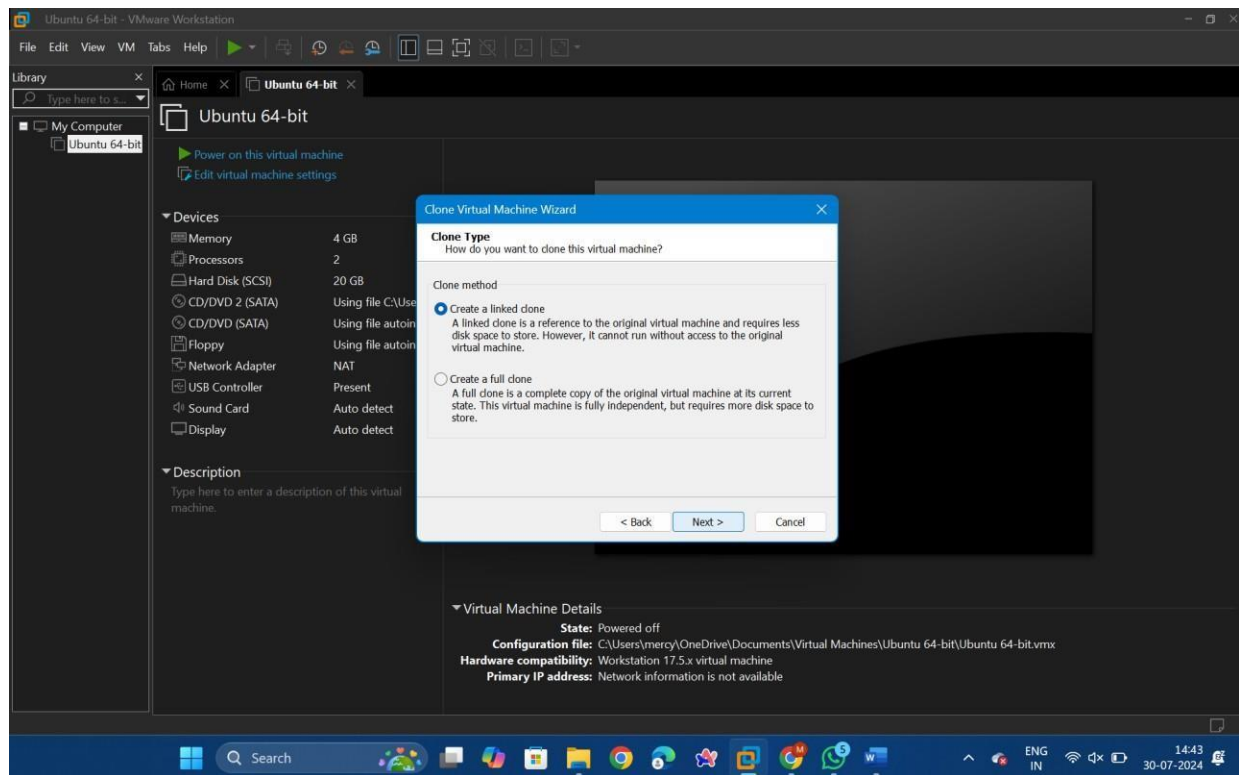 Ubuntu 64-bit - VMware Workstation
File Edit View VM Tabs Help
Library
Type here to s...
My Computer
Ubuntu 64-bit
Home
Ubuntu 64-bit
Ubuntu 64-bit
Power on this virtual machine
Edit virtual machine settings
Devices
Memory 4 GB
Processors 2
Hard Disk (SCSI) 20 GB
CD/DVD 2 (SATA) Using file C:\Use
CD/DVD (SATA) Using file autoin
Floppy Using file autoin
Network Adapter NAT
USB Controller Present
Sound Card Auto detect
Display Auto detect
Description
Type here to enter a description of this virtual
machine.
Clone Virtual Machine Wizard
Clone Type
How do you want to clone this virtual machine?
Clone method
Create a linked clone
A linked clone is a reference to the original virtual machine and requires less
disk space to store. However, it cannot run without access to the original
virtual machine.
Create a full clone
A full clone is a complete copy of the original virtual machine at its current
state. This virtual machine is fully independent, but requires more disk space to
store.
< Back Next > Cancel
Virtual Machine Details
State: Powered off
Configuration file: C:\Users\mercy\OneDrive\Documents\Virtual Machines\Ubuntu 64-bit\Ubuntu 64-bit.vmx
Hardware compatibility: Workstation 17.5.x virtual machine
Primary IP address: Network information is not available
Search
ENG
IN
14:43
30-07-2024